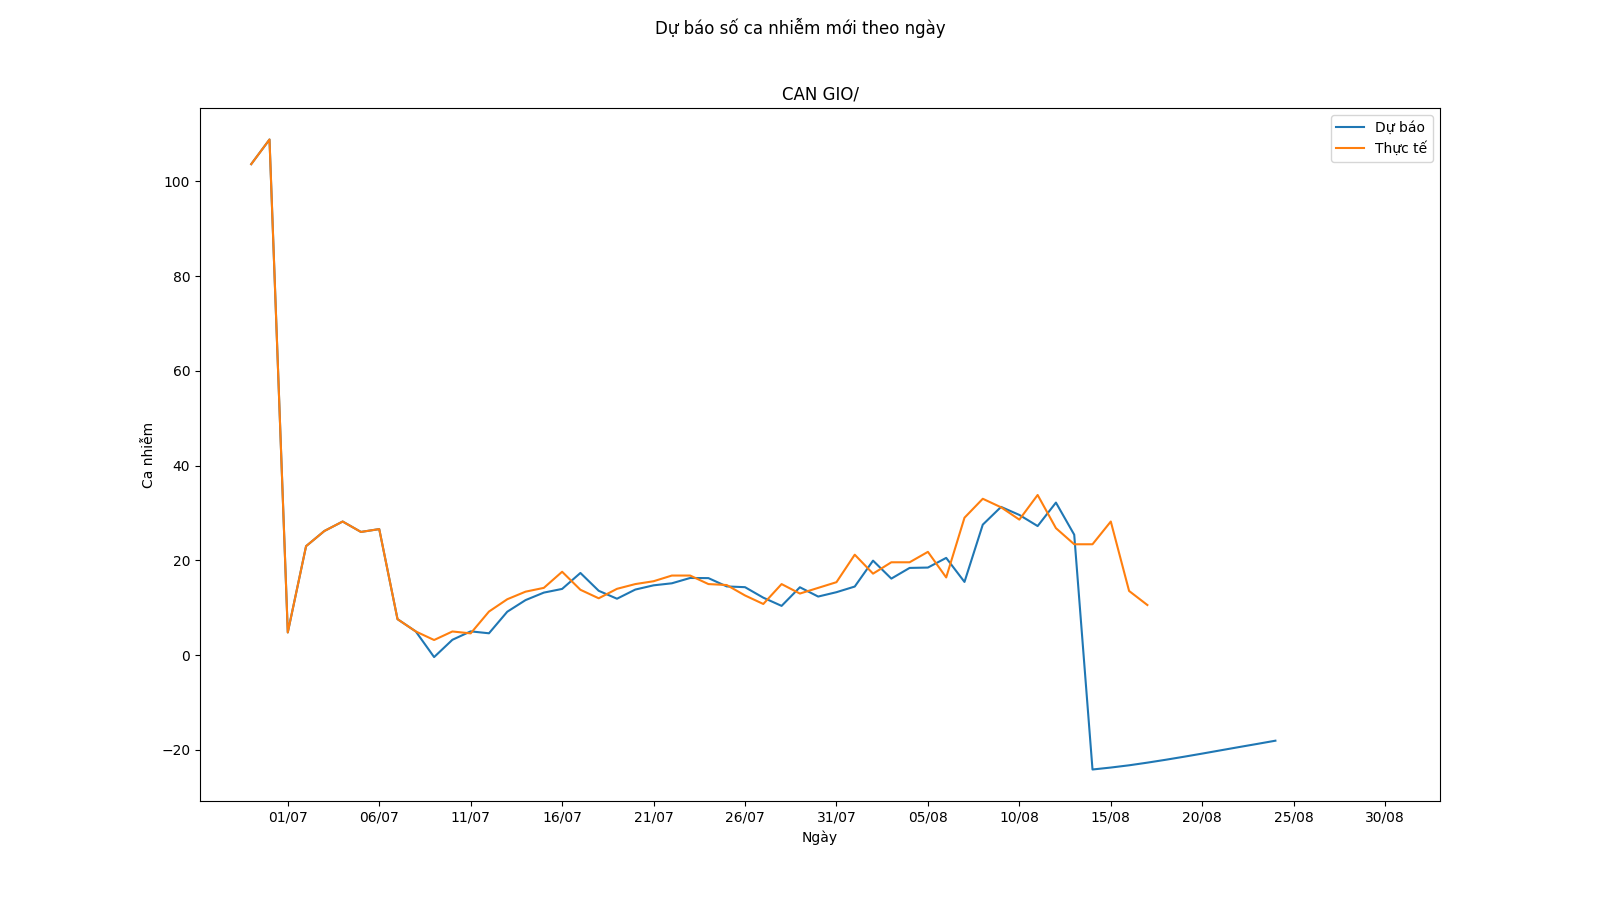 Dự báo số ca nhiễm mới theo ngày
CAN GIO/
Dự báo
Thực tế
100
80
60
40
20
0
−20
Ca nhiễm
01/07 06/07 11/07 16/07 21/07 26/07 31/07 05/08 10/08 15/08 20/08 25/08 30/08
Ngày